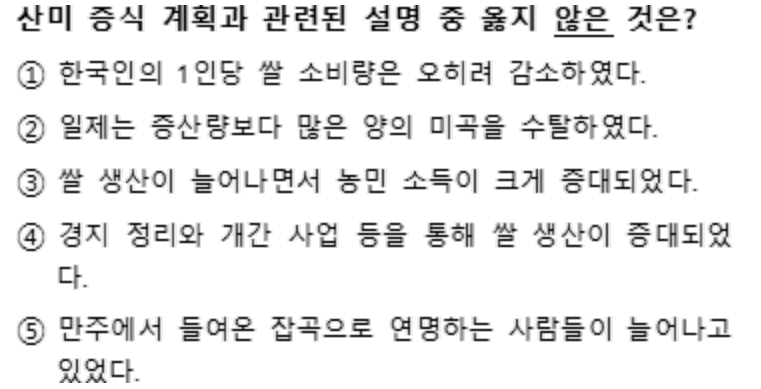 산미 증식 계획과 관련된 설명 중 옳지 않은 것은?
① 한국인의 1인당 쌀 소비량은 오히려 감소하였다.
② 일제는 증산량보다 많은 양의 미곡을 수탈하였다.
③ 쌀 생산이 늘어나면서 농민 소득이 크게 증대되었다.
④ 경지 정리와 개간 사업 등을 통해 쌀 생산이 증대되었
다.
⑤ 만주에서 들여온 잡곡으로 연명하는 사람들이 늘어나고
있었다.